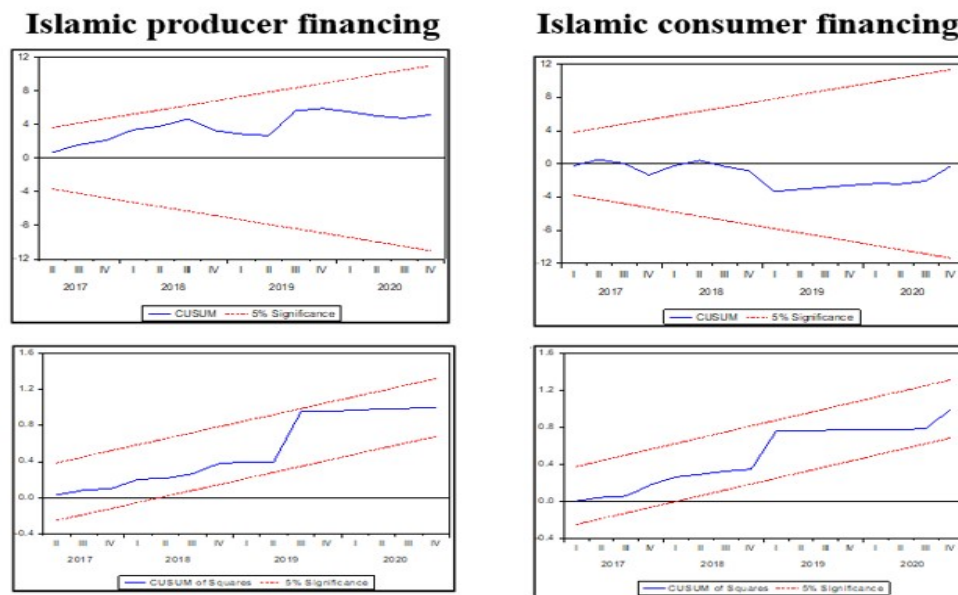 Islamic producer financing
12
8
4
0
-4
-8
-12
II III IV I II III IV I II III IV I II III IV
2017 2018 2019 2020
CUSUM 5% Significance
Islamic consumer financing
12
8
4
0
-4
-8
-12
I II III IV I II III IV I II III IV I II III IV
2017 2018 2019 2020
CUSUM 5% Significance
1.6
1.2
0.8
0.4
0.0
-0.4
II III IV I II III IV I II III IV I II III IV
2017 2018 2019 2020
CUSUM of Squares 5% Significance
1.6
1.2
0.8
0.4
0.0
-0.4
I II III IV I II III IV I II III IV I II III IV
2017 2018 2019 2020
CUSUM of Squares 5% Significance